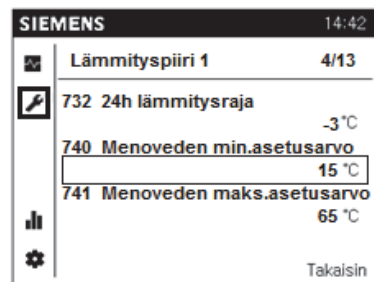 SIEMENS 14:42
Lämmityspiiri 1 4/13
732 24h lämmitysraja
-3 °C
740 Menoveden min.asetusarvo
15 °C
741 Menoveden maks.asetusarvo
65 °C
Takaisin